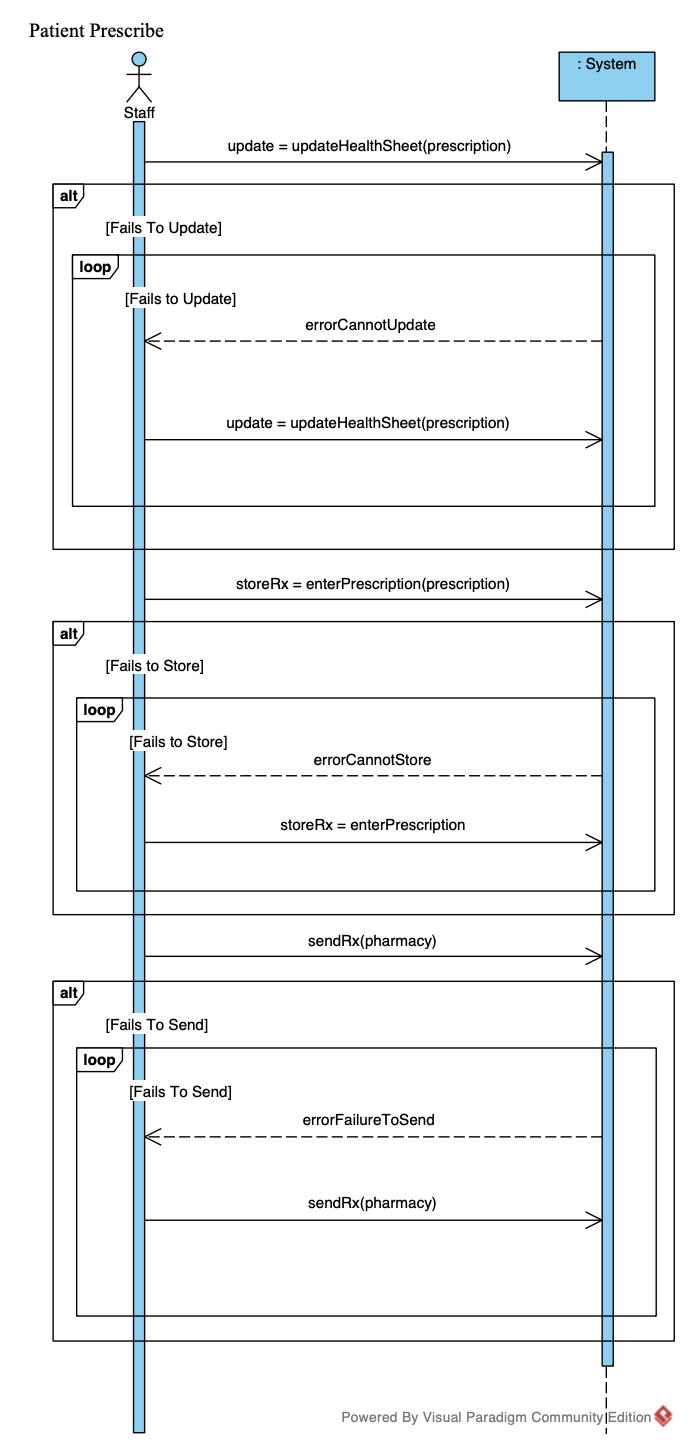 Patient Prescribe
: System
Staff
update = updateHealthSheet(prescription)
alt
[Fails To Update]
loop
[Fails to Update]
errorCannotUpdate
update = updateHealthSheet(prescription)
storeRx = enterPrescription(prescription)
alt
[Fails to Store]
loop
[Fails to Store]
errorCannotStore
storeRx = enterPrescription
sendRx(pharmacy)
alt
[Fails To Send]
loop
[Fails To Send]
errorFailureToSend
sendRx(pharmacy)
Powered By Visual Paradigm Community Edition